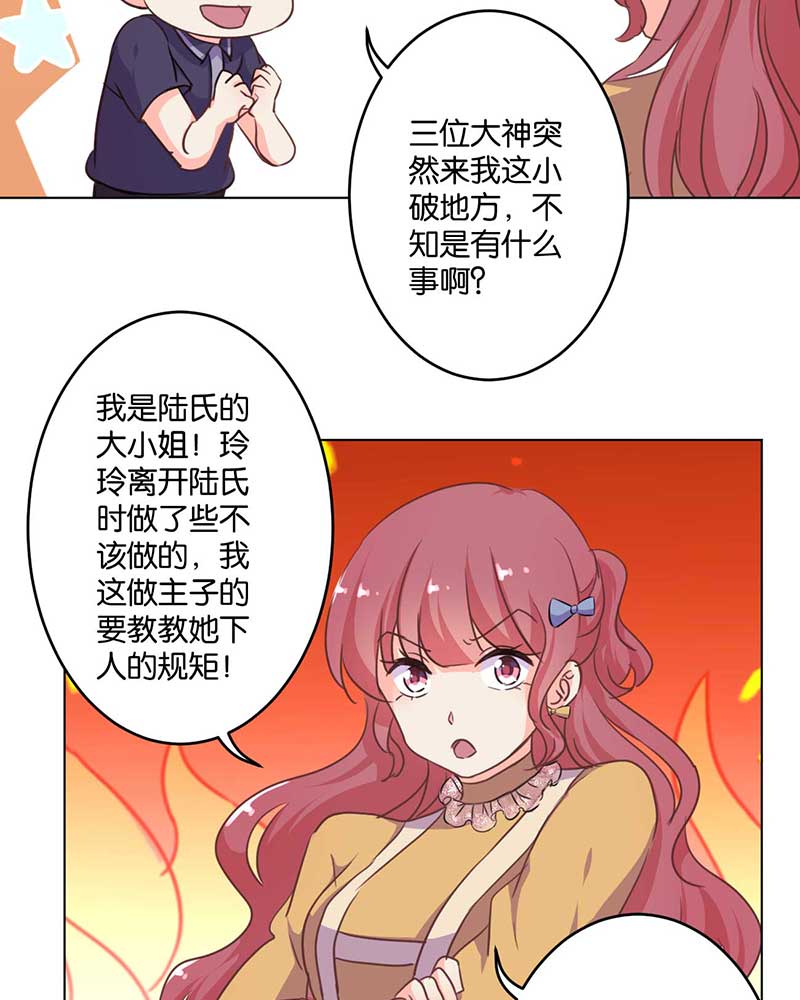 三位大神突
然来我这小
破地方，不
知是有什么
事啊？
我是陆氏的
大小姐！玲
玲离开陆氏
时做了些不
该做的，我
这做主子的
要教教她下
人的规矩！